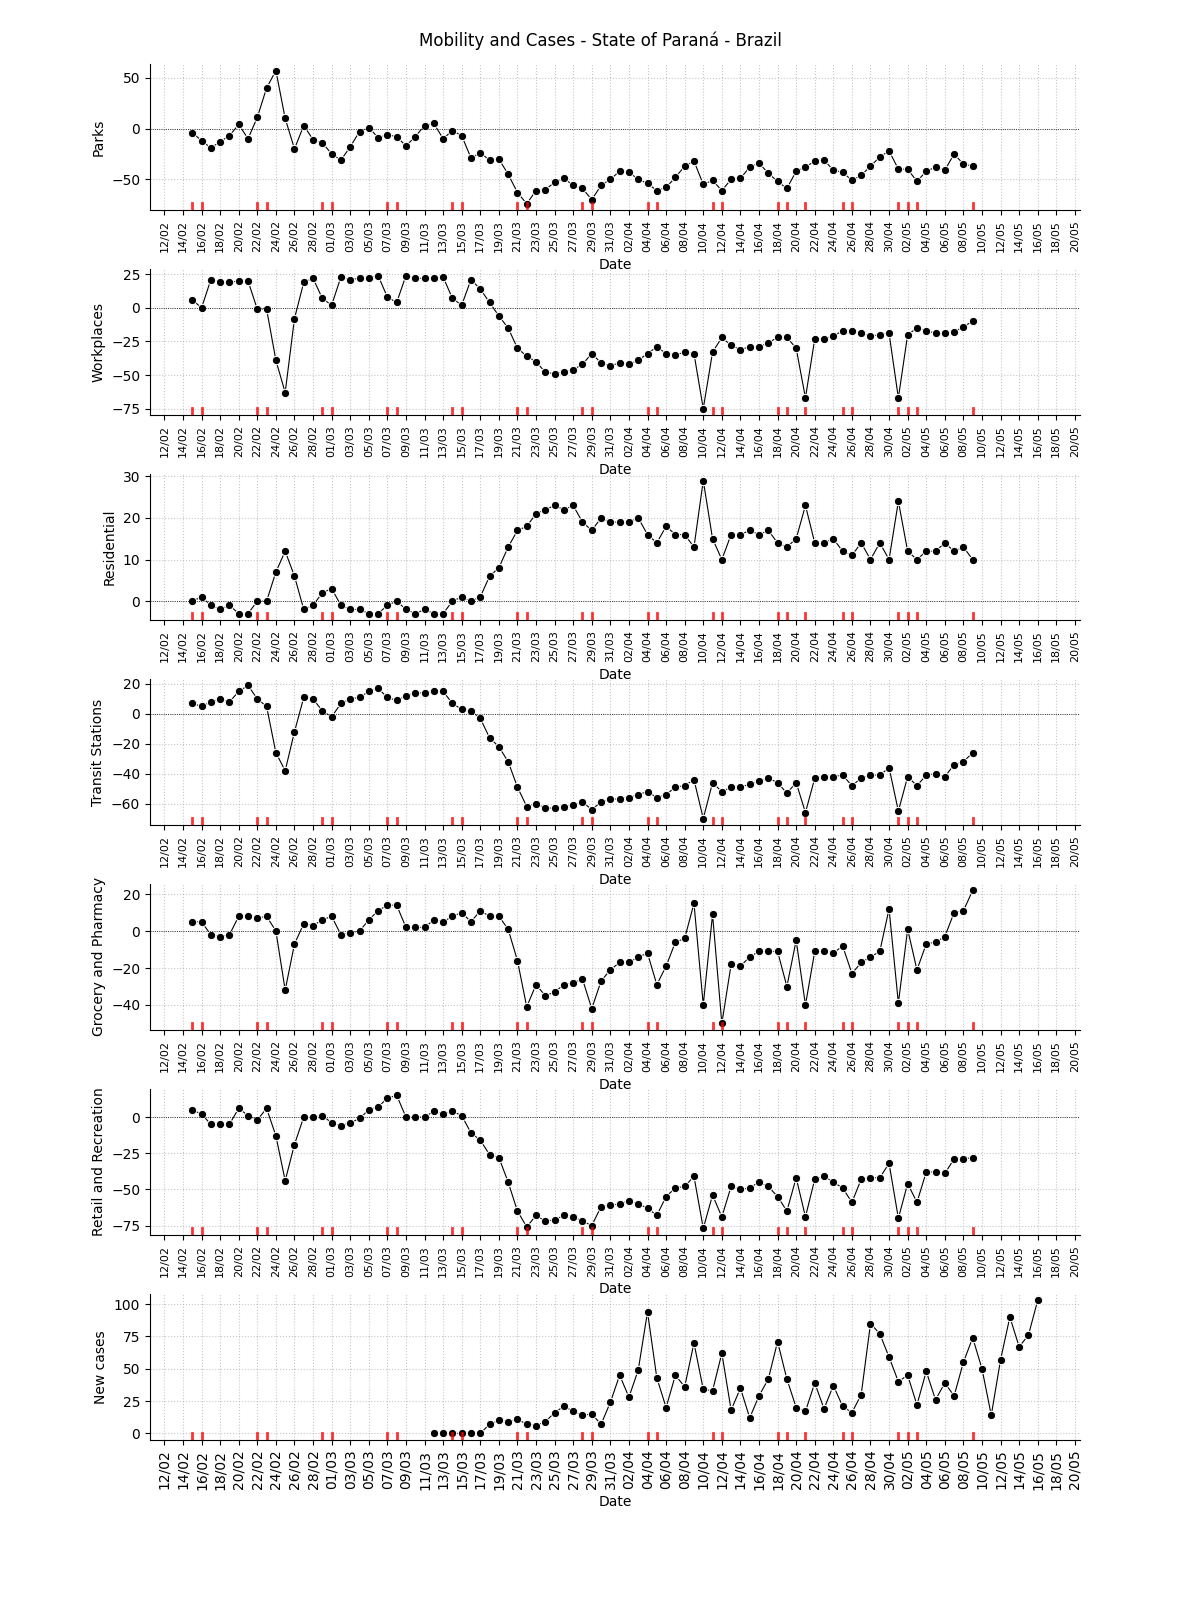 Mobility and Cases - State of Paraná - Brazil
Parks
50
0
−50
12/02 14/02 16/02 18/02 20/02 22/02 24/02 26/02 28/02 01/03 03/03 05/03 07/03 09/03 11/03 13/03 15/03 17/03 19/03 21/03 23/03 25/03 27/03 29/03 31/03 02/04 04/04 06/04 08/04 10/04 12/04 14/04 16/04 18/04 20/04 22/04 24/04 26/04 28/04 30/04 02/05 04/05 06/05 08/05 10/05 12/05 14/05 16/05 18/05 20/05
Date
Workplaces
25
0
−25
−50
−75
12/02 14/02 16/02 18/02 20/02 22/02 24/02 26/02 28/02 01/03 03/03 05/03 07/03 09/03 11/03 13/03 15/03 17/03 19/03 21/03 23/03 25/03 27/03 29/03 31/03 02/04 04/04 06/04 08/04 10/04 12/04 14/04 16/04 18/04 20/04 22/04 24/04 26/04 28/04 30/04 02/05 04/05 06/05 08/05 10/05 12/05 14/05 16/05 18/05 20/05
Date
Residential
30
20
10
0
12/02 14/02 16/02 18/02 20/02 22/02 24/02 26/02 28/02 01/03 03/03 05/03 07/03 09/03 11/03 13/03 15/03 17/03 19/03 21/03 23/03 25/03 27/03 29/03 31/03 02/04 04/04 06/04 08/04 10/04 12/04 14/04 16/04 18/04 20/04 22/04 24/04 26/04 28/04 30/04 02/05 04/05 06/05 08/05 10/05 12/05 14/05 16/05 18/05 20/05
Date
Transit Stations
20
0
−20
−40
−60
12/02 14/02 16/02 18/02 20/02 22/02 24/02 26/02 28/02 01/03 03/03 05/03 07/03 09/03 11/03 13/03 15/03 17/03 19/03 21/03 23/03 25/03 27/03 29/03 31/03 02/04 04/04 06/04 08/04 10/04 12/04 14/04 16/04 18/04 20/04 22/04 24/04 26/04 28/04 30/04 02/05 04/05 06/05 08/05 10/05 12/05 14/05 16/05 18/05 20/05
Date
Grocery and Pharmacy
20
0
−20
−40
12/02 14/02 16/02 18/02 20/02 22/02 24/02 26/02 28/02 01/03 03/03 05/03 07/03 09/03 11/03 13/03 15/03 17/03 19/03 21/03 23/03 25/03 27/03 29/03 31/03 02/04 04/04 06/04 08/04 10/04 12/04 14/04 16/04 18/04 20/04 22/04 24/04 26/04 28/04 30/04 02/05 04/05 06/05 08/05 10/05 12/05 14/05 16/05 18/05 20/05
Date
Retail and Recreation
0
−25
−50
−75
12/02 14/02 16/02 18/02 20/02 22/02 24/02 26/02 28/02 01/03 03/03 05/03 07/03 09/03 11/03 13/03 15/03 17/03 19/03 21/03 23/03 25/03 27/03 29/03 31/03 02/04 04/04 06/04 08/04 10/04 12/04 14/04 16/04 18/04 20/04 22/04 24/04 26/04 28/04 30/04 02/05 04/05 06/05 08/05 10/05 12/05 14/05 16/05 18/05 20/05
Date
New cases
100
75
50
25
0
12/02 14/02 16/02 18/02 20/02 22/02 24/02 26/02 28/02 01/03 03/03 05/03 07/03 09/03 11/03 13/03 15/03 17/03 19/03 21/03 23/03 25/03 27/03 29/03 31/03 02/04 04/04 06/04 08/04 10/04 12/04 14/04 16/04 18/04 20/04 22/04 24/04 26/04 28/04 30/04 02/05 04/05 06/05 08/05 10/05 12/05 14/05 16/05 18/05 20/05
Date